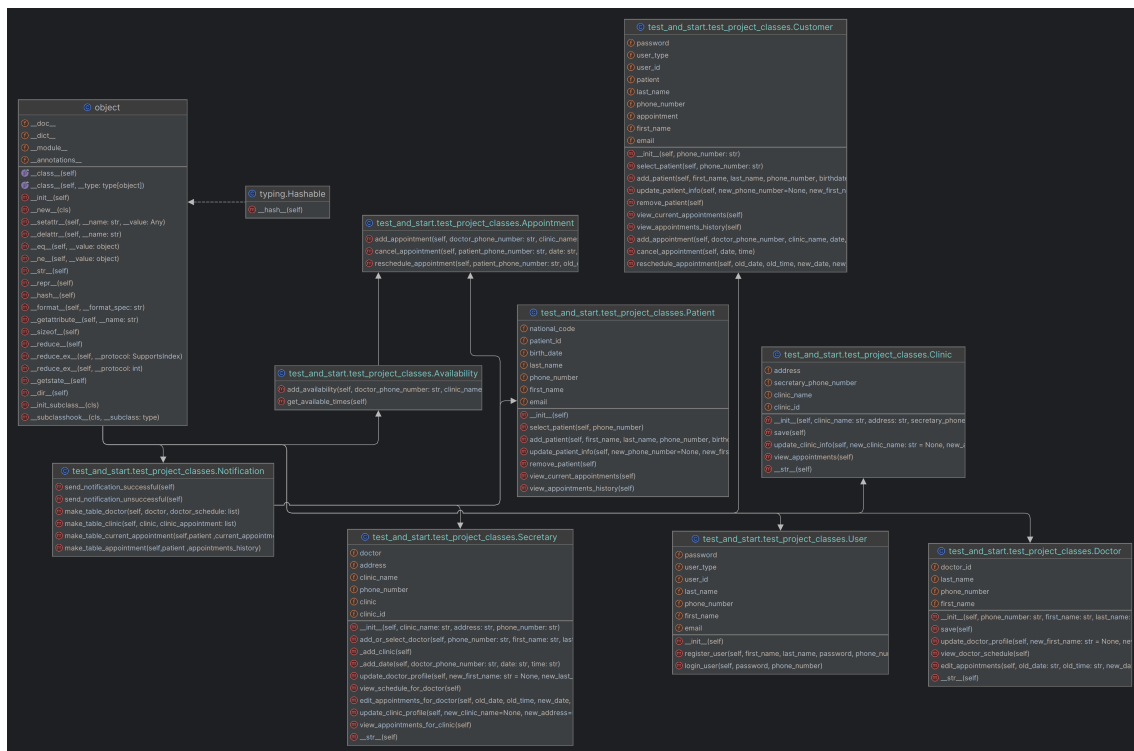 object
__doc__
__dict__
__module__
__annotations__
__class__(self)
__class__(self, __type: type[object])
__init__(self)
__new__(cls)
__setattr__(self, __name: str, __value: Any)
__delattr__(self, __name: str)
__eq__(self, __value: object)
__ne__(self, __value: object)
__str__(self)
__repr__(self)
__hash__(self)
__format__(self, __format_spec: str)
__getattribute__(self, __name: str)
__sizeof__(self)
__reduce__(self)
__reduce_ex__(self, __protocol: SupportsIndex)
__reduce_ex__(self, __protocol: int)
__getstate__(self)
__dir__(self)
__init_subclass__(cls)
__subclasshook__(cls, __subclass: type)
typing.Hashable
__hash__(self)
test_and_start.test_project_classes.Customer
password
user_type
user_id
patient
last_name
phone_number
appointment
first_name
email
__init__(self, phone_number: str)
select_patient(self, phone_number: str)
add_patient(self, first_name, last_name, phone_number, birthdate
update_patient_info(self, new_phone_number=None, new_first_n
remove_patient(self)
view_current_appointments(self)
view_appointments_history(self)
add_appointment(self, doctor_phone_number, clinic_name, date,
cancel_appointment(self, date, time)
reschedule_appointment(self, old_date, old_time, new_date, new
test_and_start.test_project_classes.Appointment
add_appointment(self, doctor_phone_number: str, clinic_name
cancel_appointment(self, patient_phone_number: str, date: str,
reschedule_appointment(self, patient_phone_number: str, old_
test_and_start.test_project_classes.Patient
national_code
patient_id
birth_date
last_name
phone_number
first_name
email
__init__(self)
select_patient(self, phone_number)
add_patient(self, first_name, last_name, phone_number, birthe
update_patient_info(self, new_phone_number=None, new_firs
remove_patient(self)
view_current_appointments(self)
view_appointments_history(self)
test_and_start.test_project_classes.Clinic
address
secretary_phone_number
clinic_name
clinic_id
__init__(self, clinic_name: str, address: str, secretary_phone
save(self)
update_clinic_info(self, new_clinic_name: str = None, new_
view_appointments(self)
__str__(self)
test_and_start.test_project_classes.Availability
add_availability(self, doctor_phone_number: str, clinic_name
get_available_times(self)
test_and_start.test_project_classes.Notification
send_notification_successful(self)
send_notification_unsuccessful(self)
make_table_doctor(self, doctor, doctor_schedule: list)
make_table_clinic(self, clinic, clinic_appointment: list)
make_table_current_appointment(self,patient ,current_appointm
make_table_appointment(self,patient ,appointments_history)
test_and_start.test_project_classes.Secretary
doctor
address
clinic_name
phone_number
clinic
clinic_id
__init__(self, clinic_name: str, address: str, phone_number: str)
add_or_select_doctor(self, phone_number: str, first_name: str, las
_add_clinic(self)
_add_date(self, doctor_phone_number: str, date: str, time: str)
update_doctor_profile(self, new_first_name: str = None, new_last_
view_schedule_for_doctor(self)
edit_appointments_for_doctor(self, old_date, old_time, new_date,
update_clinic_profile(self, new_clinic_name=None, new_address=
view_appointments_for_clinic(self)
__str__(self)
test_and_start.test_project_classes.User
password
user_type
user_id
last_name
phone_number
first_name
email
__init__(self)
register_user(self, first_name, last_name, password, phone_nu
login_user(self, password, phone_number)
test_and_start.test_project_classes.Doctor
doctor_id
last_name
phone_number
first_name
__init__(self, phone_number: str, first_name: str, last_name:
save(self)
update_doctor_profile(self, new_first_name: str = None, ne
view_doctor_schedule(self)
edit_appointments(self, old_date: str, old_time: str, new_da
__str__(self)